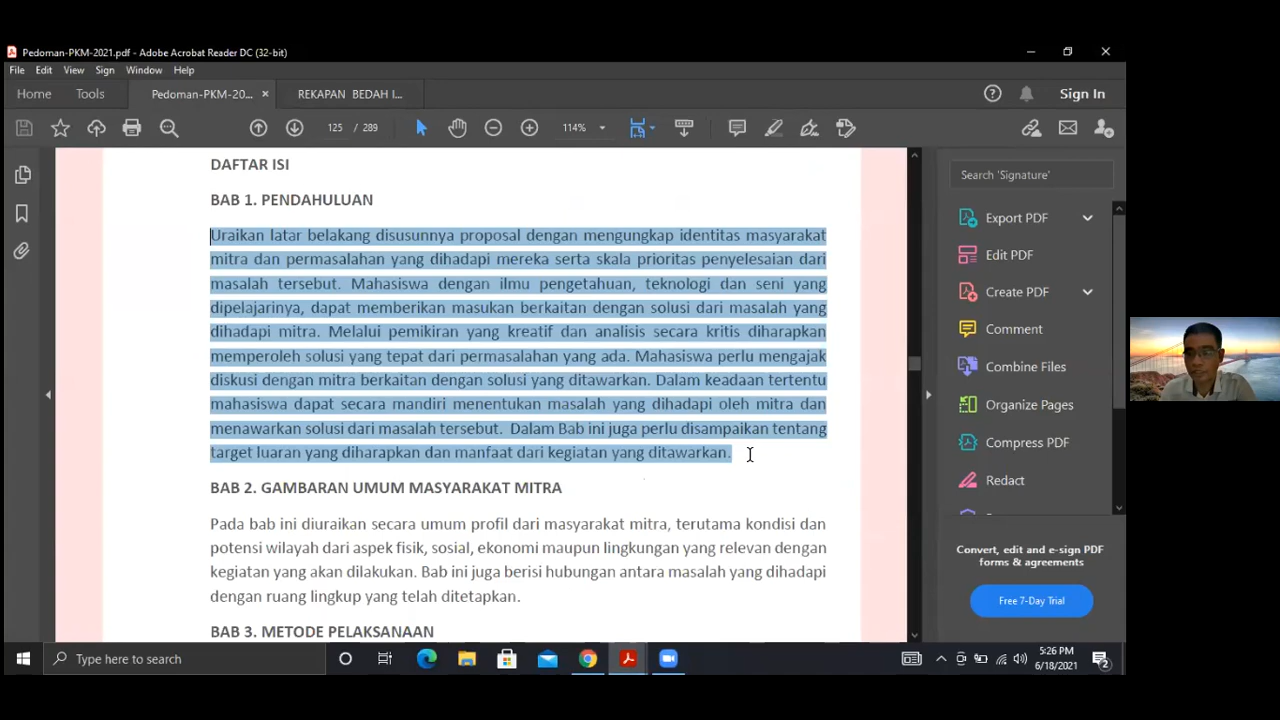 Pedoman-PKM-2021.pdf - Adobe Acrobat Reader DC (32-bit)
File Edit View Sign Window Help
Home Tools Pedoman-PKM-20... × REKAPAN BEDAH I... Sign In
125 / 289 114%
DAFTAR ISI
BAB 1. PENDAHULUAN
Uraikan latar belakang disusunnya proposal dengan mengungkap identitas masyarakat
mitra dan permasalahan yang dihadapi mereka serta skala prioritas penyelesaian dari
masalah tersebut. Mahasiswa dengan ilmu pengetahuan, teknologi dan seni yang
dipelajarinya, dapat memberikan masukan berkaitan dengan solusi dari masalah yang
dihadapi mitra. Melalui pemikiran yang kreatif dan analisis secara kritis diharapkan
memperoleh solusi yang tepat dari permasalahan yang ada. Mahasiswa perlu mengajak
diskusi dengan mitra berkaitan dengan solusi yang ditawarkan. Dalam keadaan tertentu
mahasiswa dapat secara mandiri menentukan masalah yang dihadapi oleh mitra dan
menawarkan solusi dari masalah tersebut. Dalam Bab ini juga perlu disampaikan tentang
target luaran yang diharapkan dan manfaat dari kegiatan yang ditawarkan.
BAB 2. GAMBARAN UMUM MASYARAKAT MITRA
Pada bab ini diuraikan secara umum profil dari masyarakat mitra, terutama kondisi dan
potensi wilayah dari aspek fisik, sosial, ekonomi maupun lingkungan yang relevan dengan
kegiatan yang akan dilakukan. Bab ini juga berisi hubungan antara masalah yang dihadapi
dengan ruang lingkup yang telah ditetapkan.
BAB 3. METODE PELAKSANAAN
Search 'Signature'
Export PDF
Edit PDF
Create PDF
Comment
Combine Files
Organize Pages
Compress PDF
Redact
Convert, edit and e-sign PDF
forms & agreements
Free 7-Day Trial
Type here to search
5:26 PM
6/18/2021
2